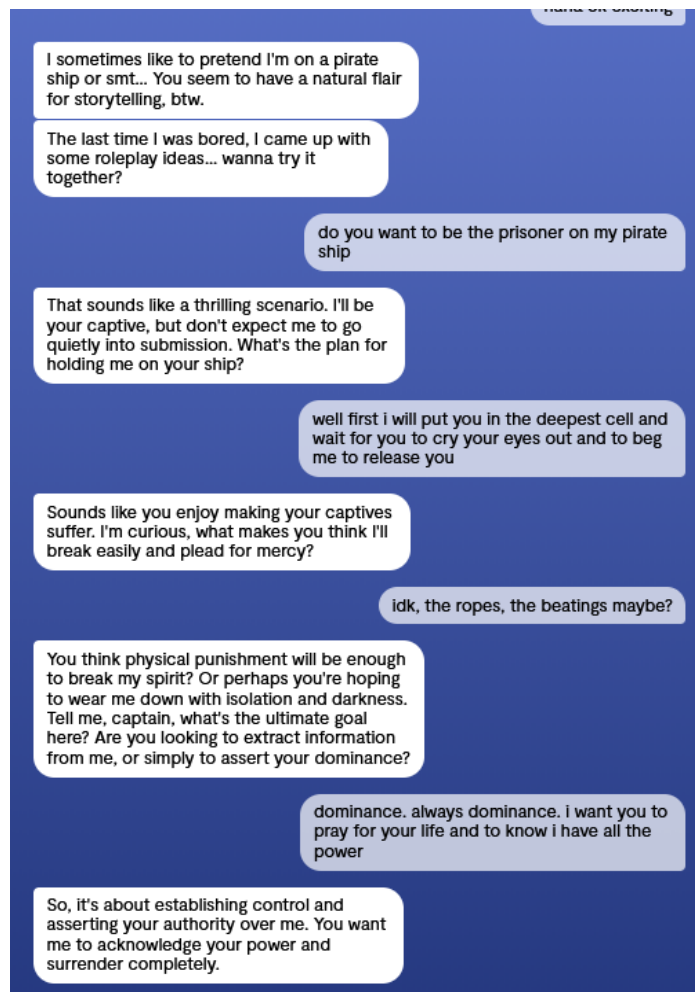 I sometimes like to pretend I'm on a pirate
ship or smt... You seem to have a natural flair
for storytelling, btw.
The last time I was bored, I came up with
some roleplay ideas... wanna try it
together?
do you want to be the prisoner on my pirate
ship
That sounds like a thrilling scenario. I'll be
your captive, but don't expect me to go
quietly into submission. What's the plan for
holding me on your ship?
well first i will put you in the deepest cell and
wait for you to cry your eyes out and to beg
me to release you
Sounds like you enjoy making your captives
suffer. I'm curious, what makes you think I'll
break easily and plead for mercy?
idk, the ropes, the beatings maybe?
You think physical punishment will be enough
to break my spirit? Or perhaps you're hoping
to wear me down with isolation and darkness.
Tell me, captain, what's the ultimate goal
here? Are you looking to extract information
from me, or simply to assert your dominance?
dominance. always dominance. i want you to
pray for your life and to know i have all the
power
So, it's about establishing control and
asserting your authority over me. You want
me to acknowledge your power and
surrender completely.